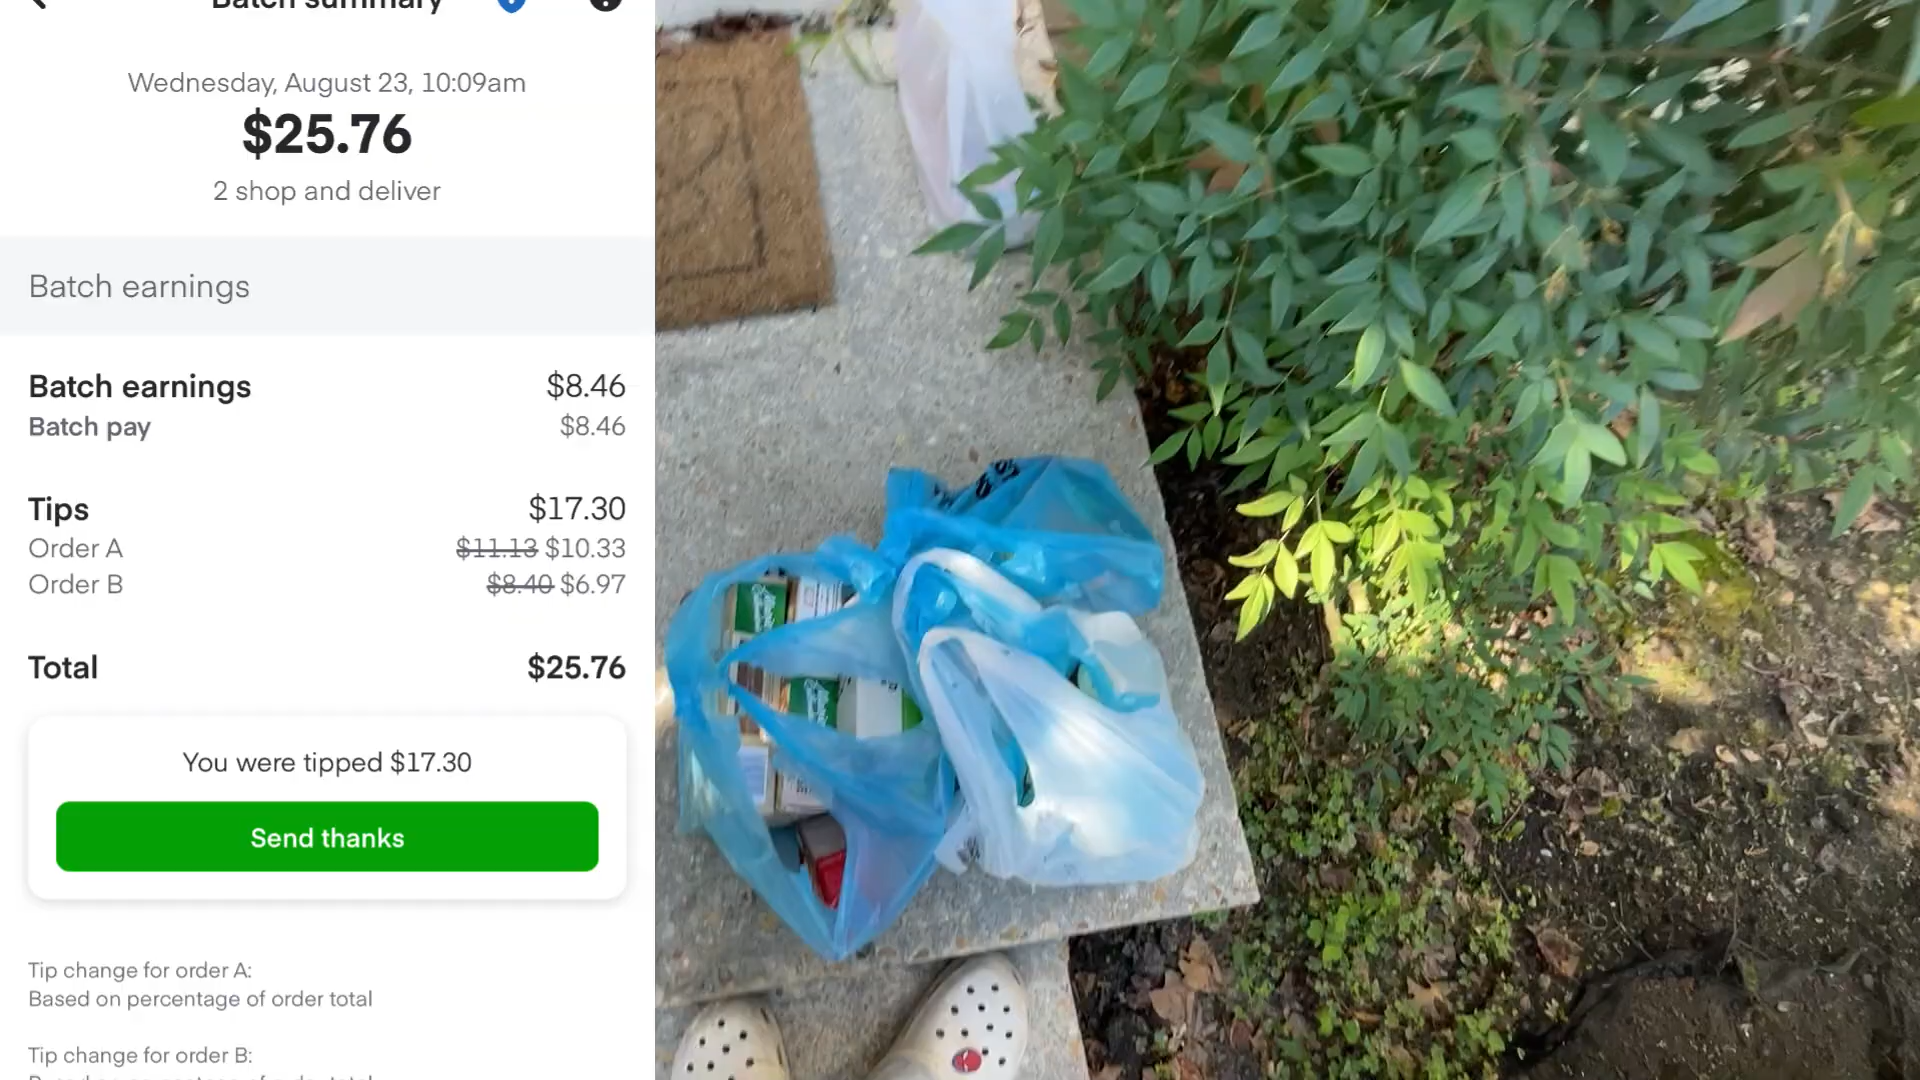 Batch summary
Wednesday, August 23, 10:09am
$25.76
2 shop and deliver
Batch earnings
Batch earnings $8.46
Batch pay $8.46
Tips $17.30
Order A $11.13 $10.33
Order B $8.40 $6.97
Total $25.76
You were tipped $17.30
Send thanks
Tip change for order A:
Based on percentage of order total
Tip change for order B: